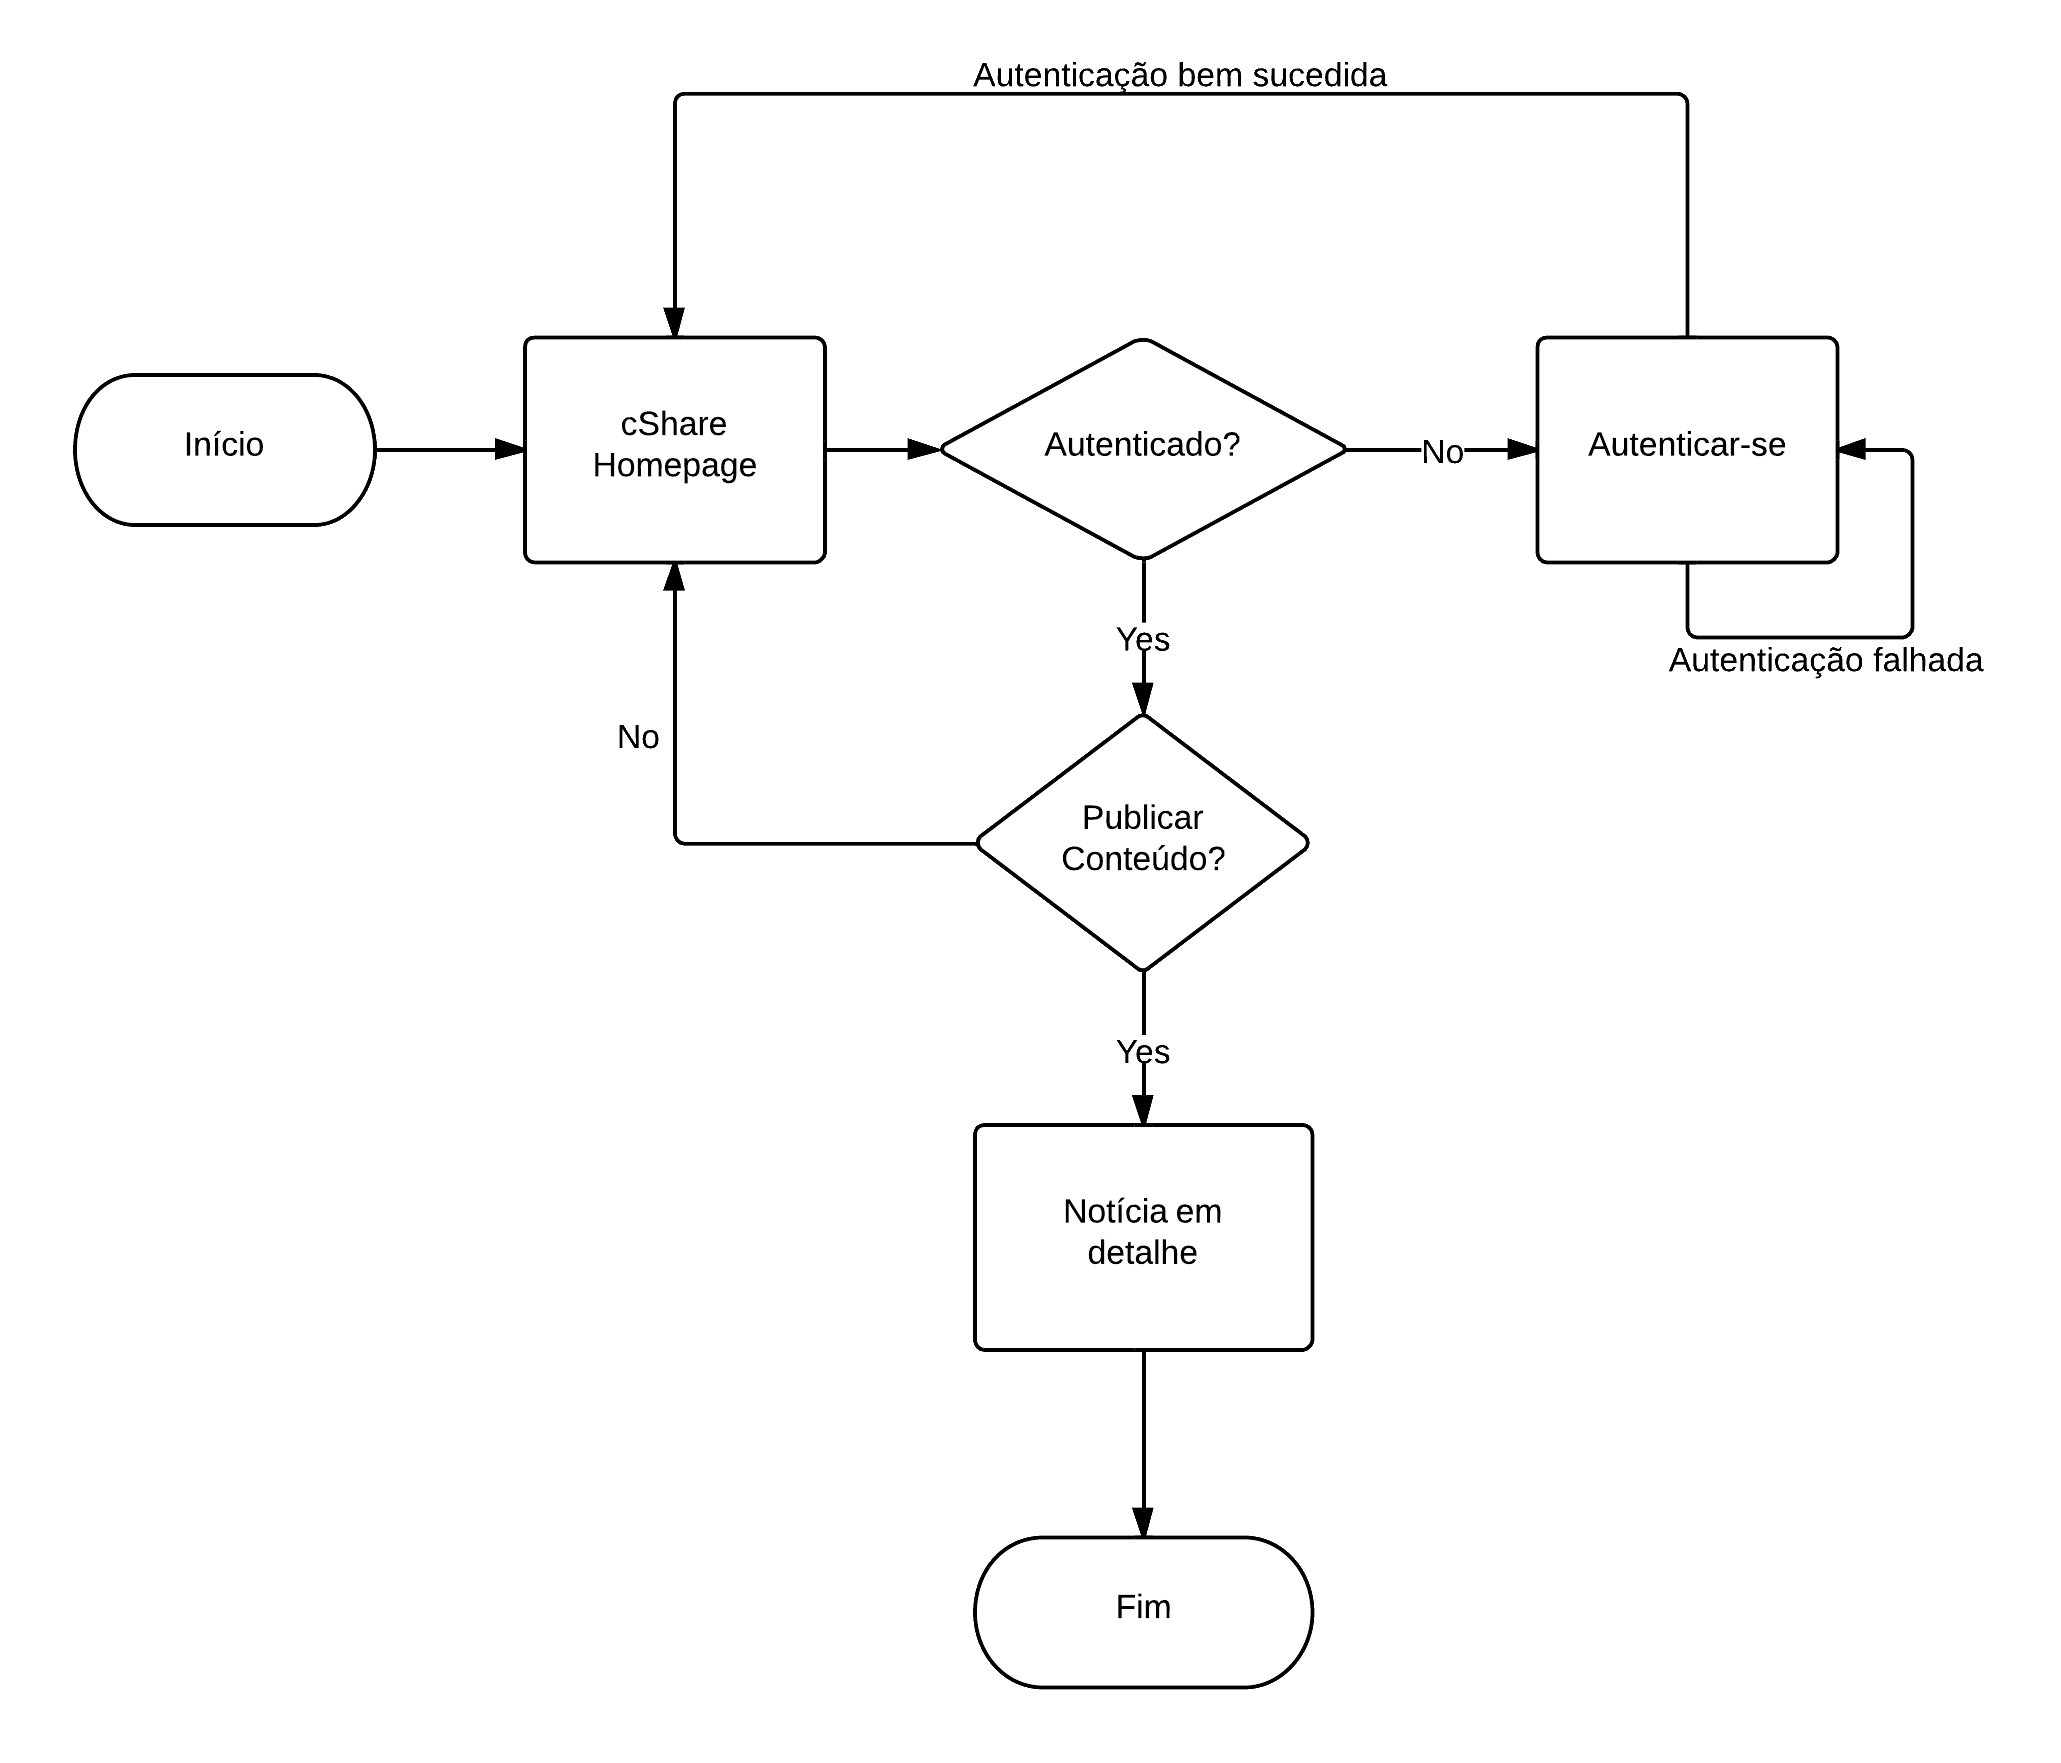 Autenticação bem sucedida
Início
cShare
Homepage
Autenticado?
No
Autenticar-se
Yes
Autenticação falhada
No
Publicar
Conteúdo?
Yes
Notícia em
detalhe
Fim